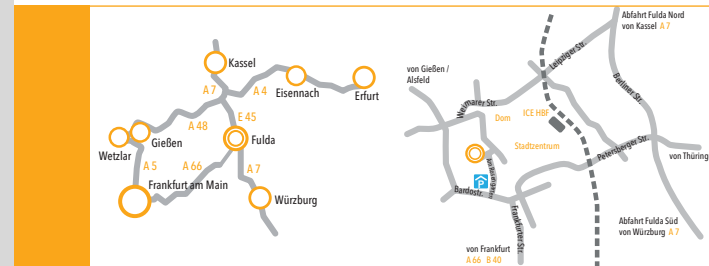 Kassel
A 7
A 4
Eisennach
Erfurt
A 48
E 45
Gießen
Fulda
Wetzlar
A 5
A 66
A 7
Frankfurt am Main
Würzburg
Abfahrt Fulda Nord
von Kassel A 7
von Gießen /
Alsfeld
Leipziger Str.
Berliner Str.
Weimarer Str.
Dom
ICE HBF
Stadtzentrum
Petersberger Str.
von Thüring
P
Bardostr.
Frankfurter Str.
Abfahrt Fulda Süd
von Würzburg A 7
von Frankfurt
A 66 B 40